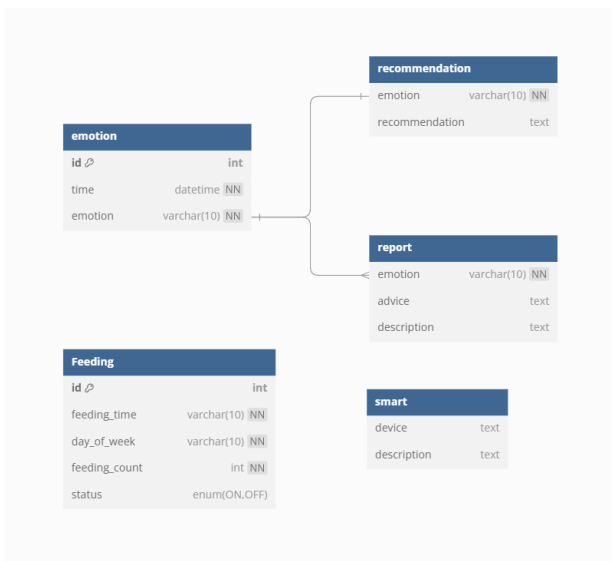 recommendation
emotion varchar(10) NN
recommendation text
emotion
id int
time datetime NN
emotion varchar(10) NN
report
emotion varchar(10) NN
advice text
description text
Feeding
id int
feeding_time varchar(10) NN
day_of_week varchar(10) NN
feeding_count int NN
status enum(ON,OFF)
smart
device text
description text